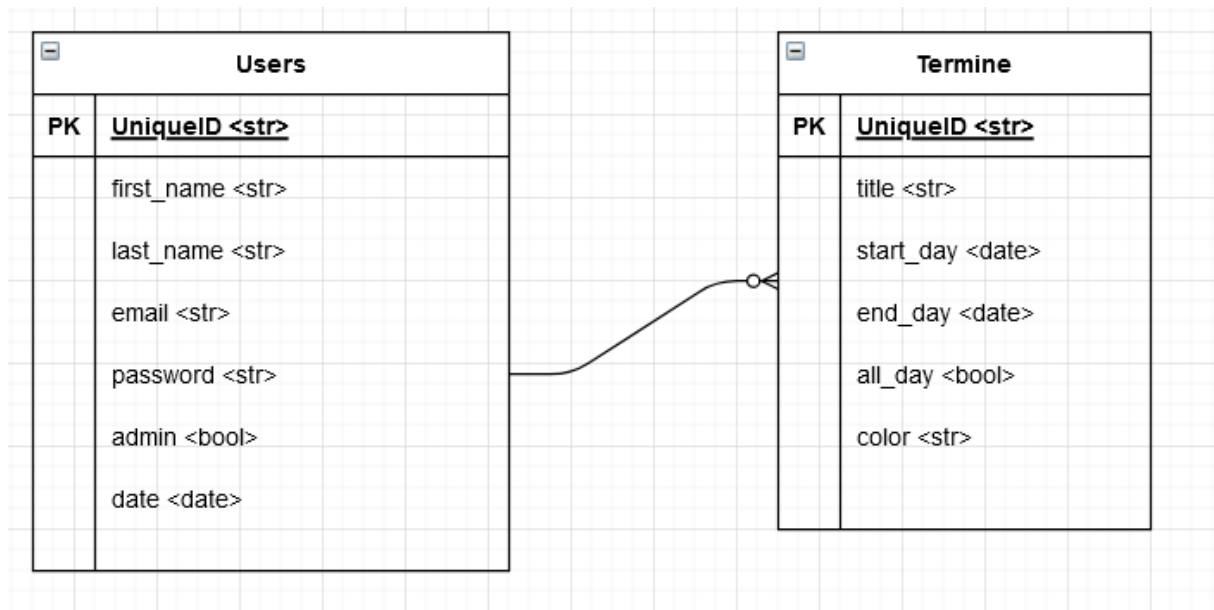 Users
PK UniqueID <str>
first_name <str>
last_name <str>
email <str>
password <str>
admin <bool>
date <date>
Termine
PK UniqueID <str>
title <str>
start_day <date>
end_day <date>
all_day <bool>
color <str>